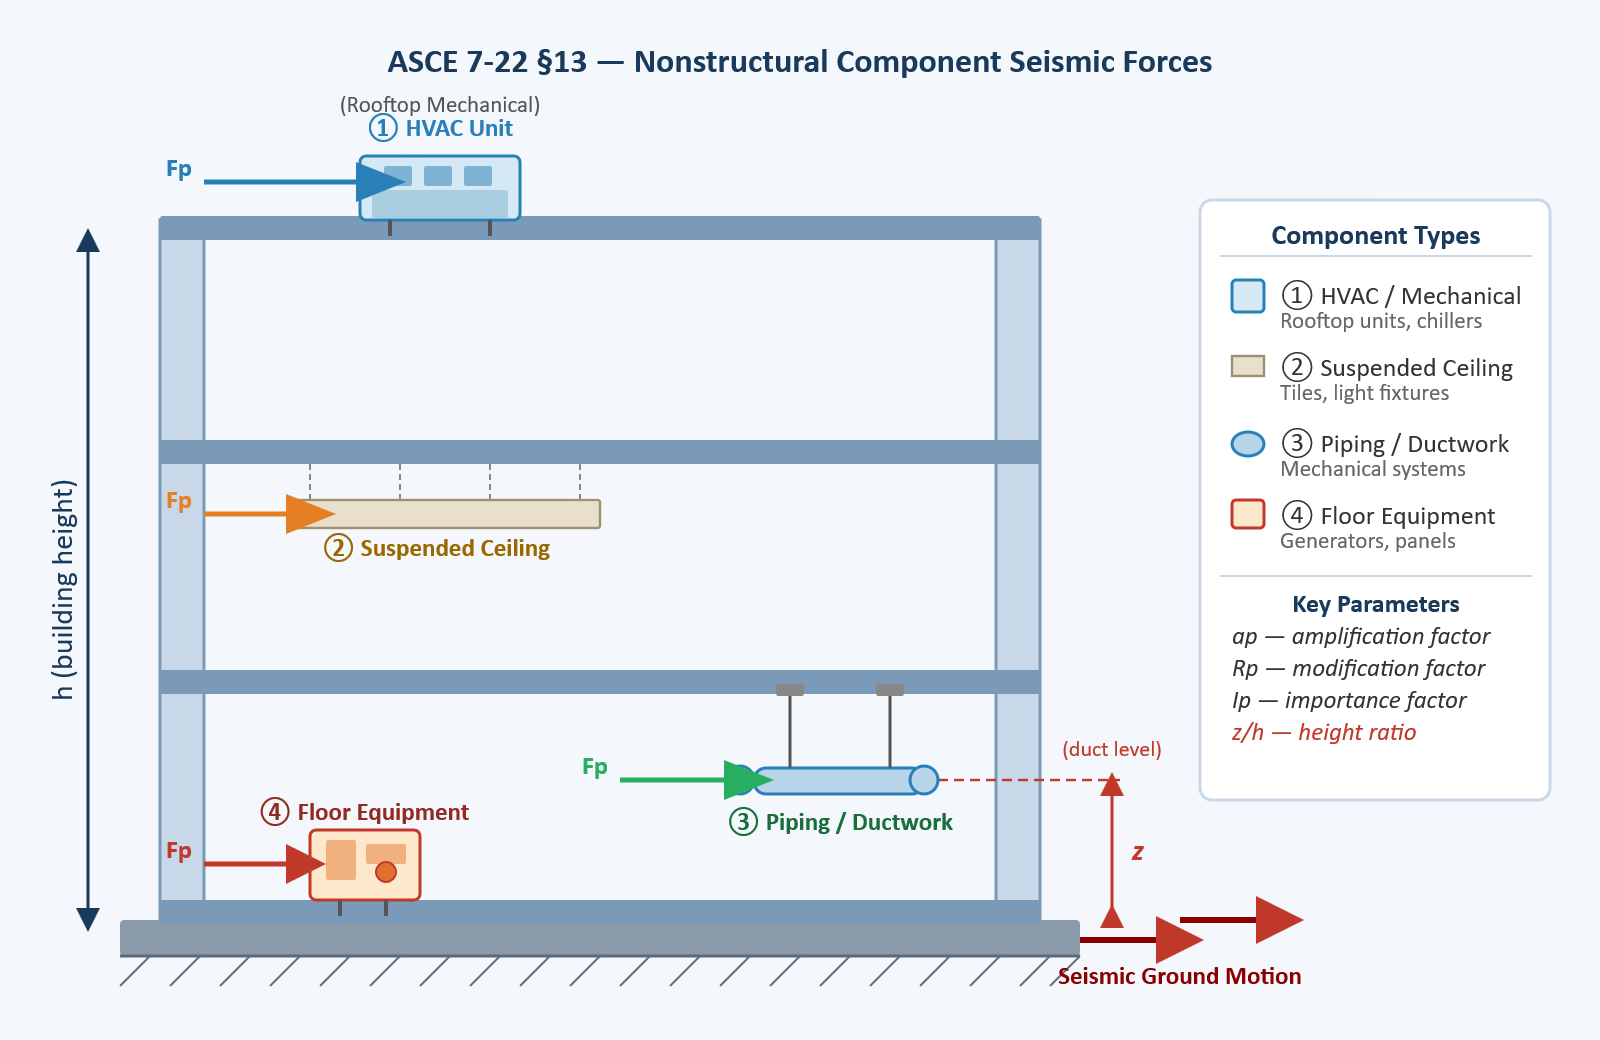 ASCE 7-22 §13 — Nonstructural Component Seismic Forces
(Rooftop Mechanical)
① HVAC Unit
Fp
h (building height)
Fp
② Suspended Ceiling
Fp
③ Piping / Ductwork
(duct level)
z
④ Floor Equipment
Fp
Seismic Ground Motion
Component Types
① HVAC / Mechanical
Rooftop units, chillers
② Suspended Ceiling
Tiles, light fixtures
③ Piping / Ductwork
Mechanical systems
④ Floor Equipment
Generators, panels
Key Parameters
ap — amplification factor
Rp — modification factor
Ip — importance factor
z/h — height ratio